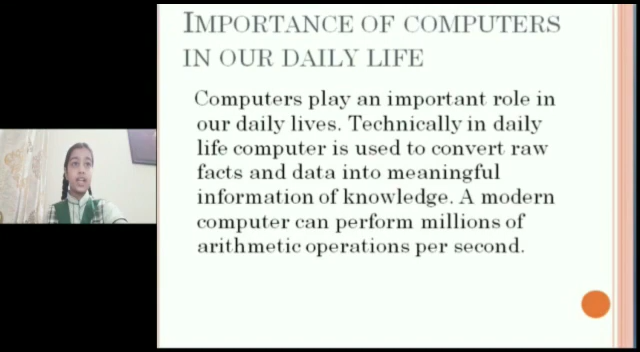 IMPORTANCE OF COMPUTERS
IN OUR DAILY LIFE
Computers play an important role in
our daily lives. Technically in daily
life computer is used to convert raw
facts and data into meaningful
information of knowledge. A modern
computer can perform millions of
arithmetic operations per second.